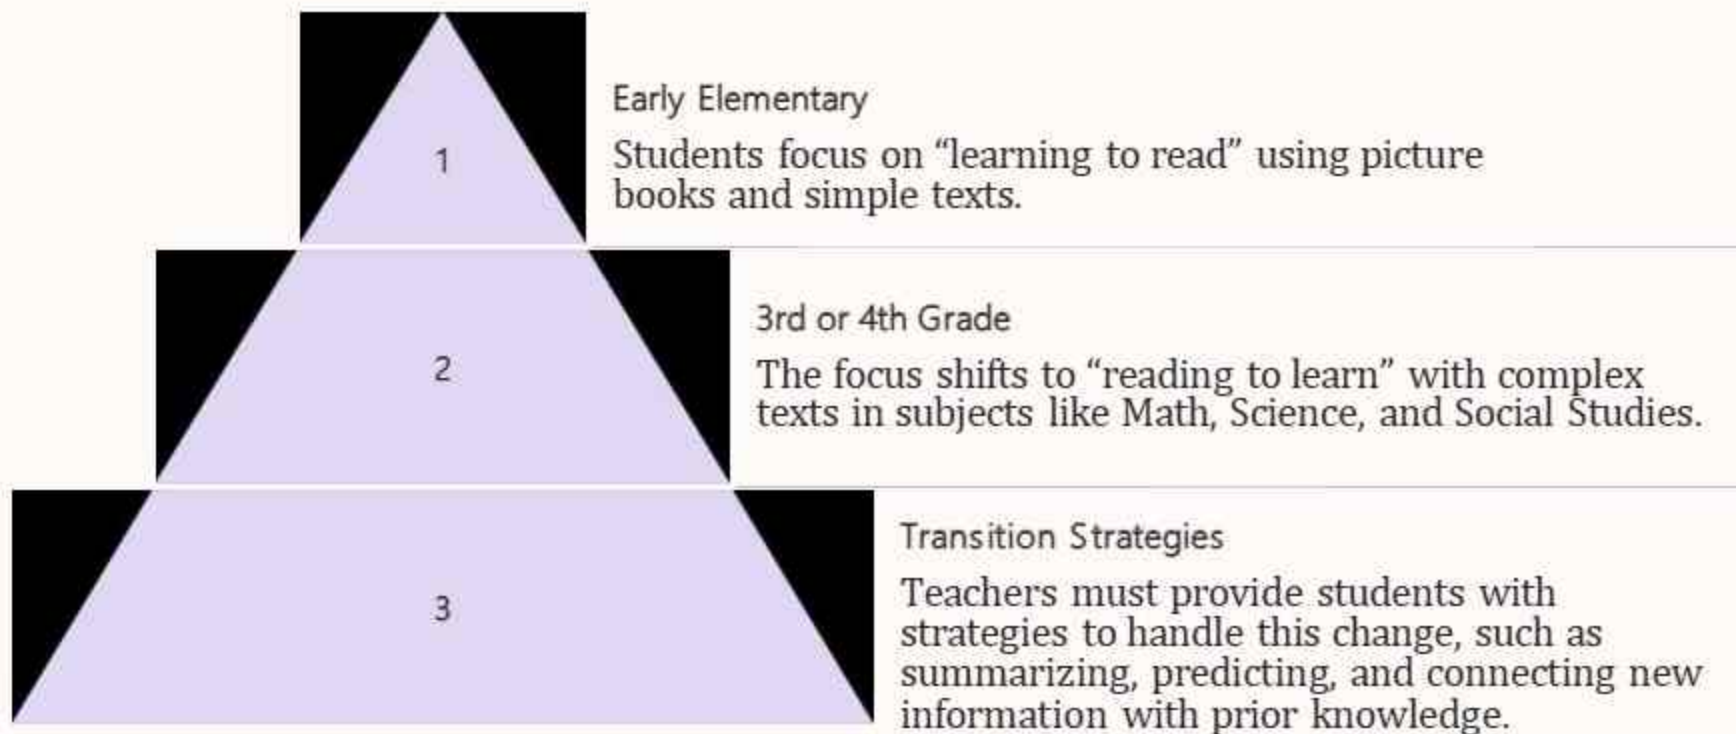 1
Early Elementary
Students focus on “learning to read” using picture
books and simple texts.
2
3rd or 4th Grade
The focus shifts to “reading to learn” with complex
texts in subjects like Math, Science, and Social Studies.
3
Transition Strategies
Teachers must provide students with
strategies to handle this change, such as
summarizing, predicting, and connecting new
information with prior knowledge.